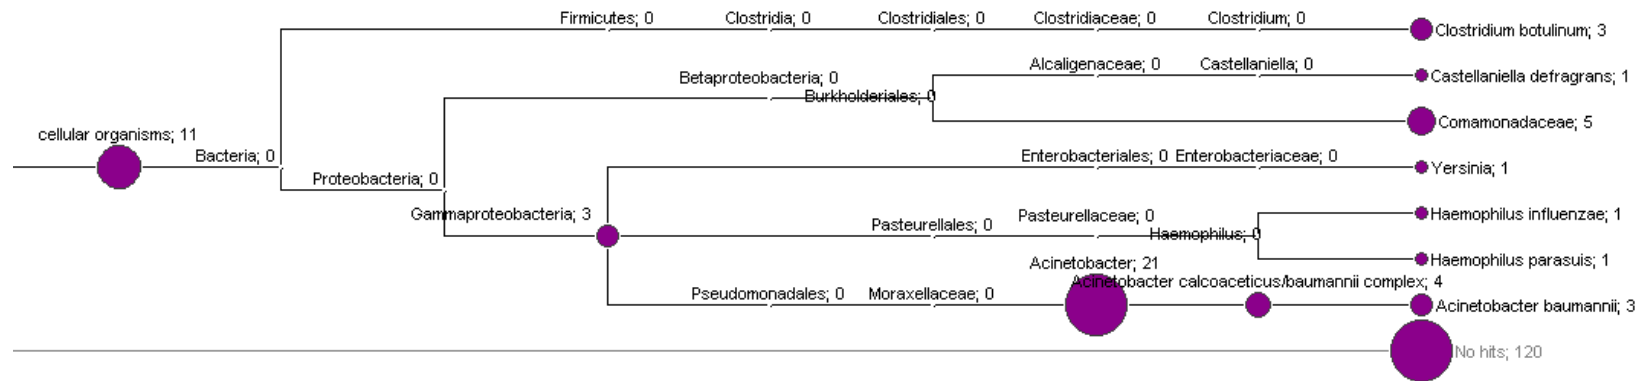 Firmicutes; 0 Clostridia; 0 Clostridiales; 0 Clostridiaceae; 0 Clostridium; 0
Clostridium botulinum; 3
Alcaligenaceae; 0 Castellaniella; 0
Betaproteobacteria; 0
Castellaniella defragrans; 1
Burkholderiales; 0
Comamonadaceae; 5
cellular organisms; 11
Bacteria; 0
Enterobacteriales; 0 Enterobacteriaceae; 0
Yersinia; 1
Proteobacteria; 0
Gammaproteobacteria; 3
Pasteurellaceae; 0
Haemophilus influenzae; 1
Pasteurellales; 0
Haemophilus; 0
Haemophilus parasuis; 1
Acinetobacter; 21
Acinetobacter calcoaceticus/baumannii complex; 4
Pseudomonadales; 0 Moraxellaceae; 0
Acinetobacter baumannii; 3
No hits; 120